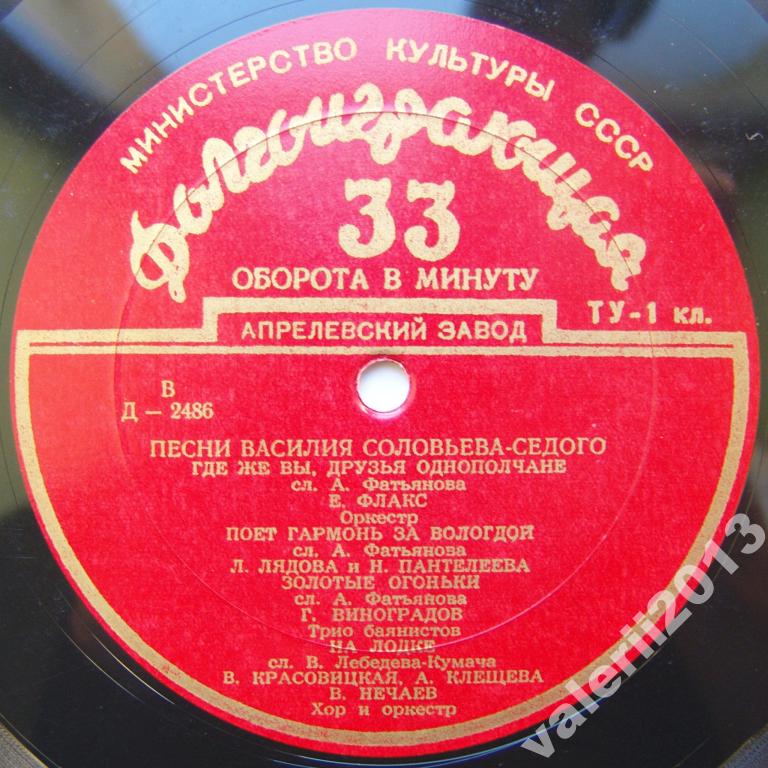 МИНИСТЕРСТВО КУЛЬТУРЫ СССР
Долгоиграющая
33
ОБОРОТА В МИНУТУ
ТУ-1 кл.
АПРЕЛЕВСКИЙ ЗАВОД
В
Д — 2486
ПЕСНИ ВАСИЛИЯ СОЛОВЬЕВА-СЕДОГО
ГДЕ ЖЕ ВЫ, ДРУЗЬЯ ОДНОПОЛЧАНЕ
сл. А. Фатьянова
Е. ФЛАКС
Оркестр
ПОЕТ ГАРМОНЬ ЗА ВОЛОГДОЙ
сл. А. Фатьянова
Л. ЛЯДОВА и Н. ПАНТЕЛЕЕВА
ЗОЛОТЫЕ ОГОНЬКИ
сл. А. Фатьянова
Г. ВИНОГРАДОВ
Трио баянистов
НА ЛОДКЕ
сл. В. Лебедева-Кумача
В. КРАСОВИЦКАЯ, А. КЛЕЩЕВА
В. НЕЧАЕВ
Хор и оркестр
valerii2013